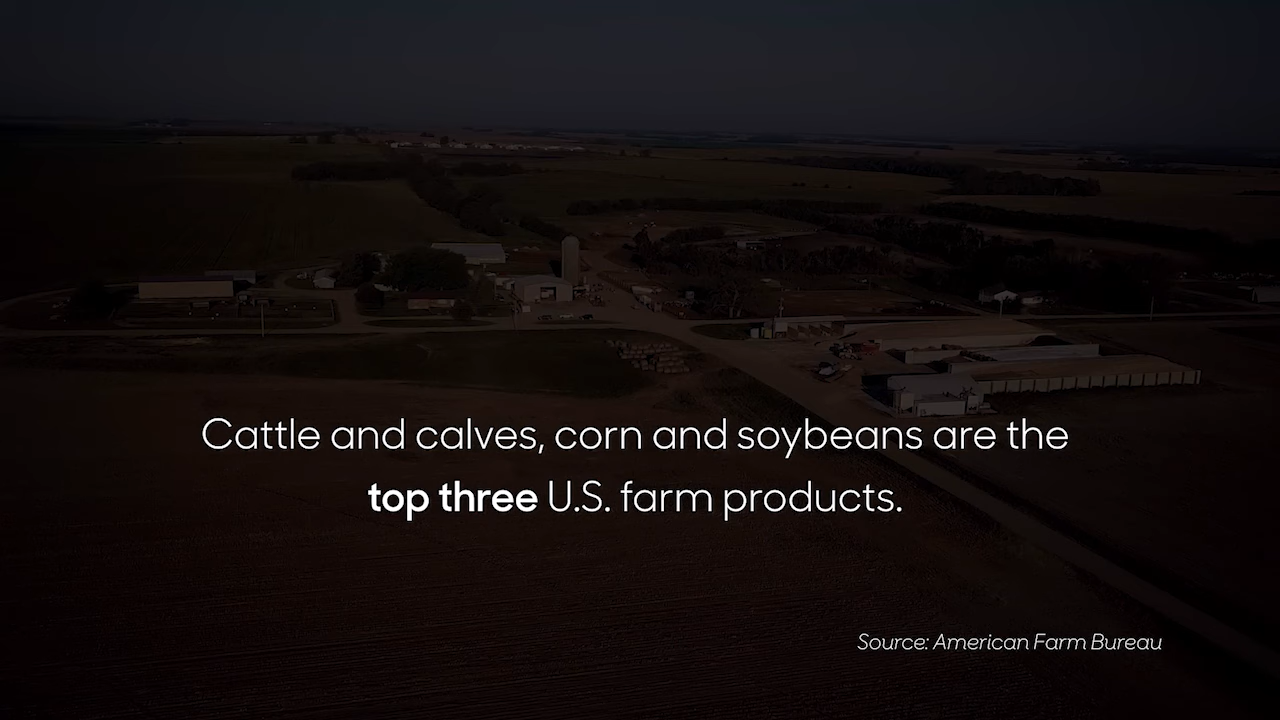 Cattle and calves, corn and soybeans are the
top three U.S. farm products.
Source: American Farm Bureau